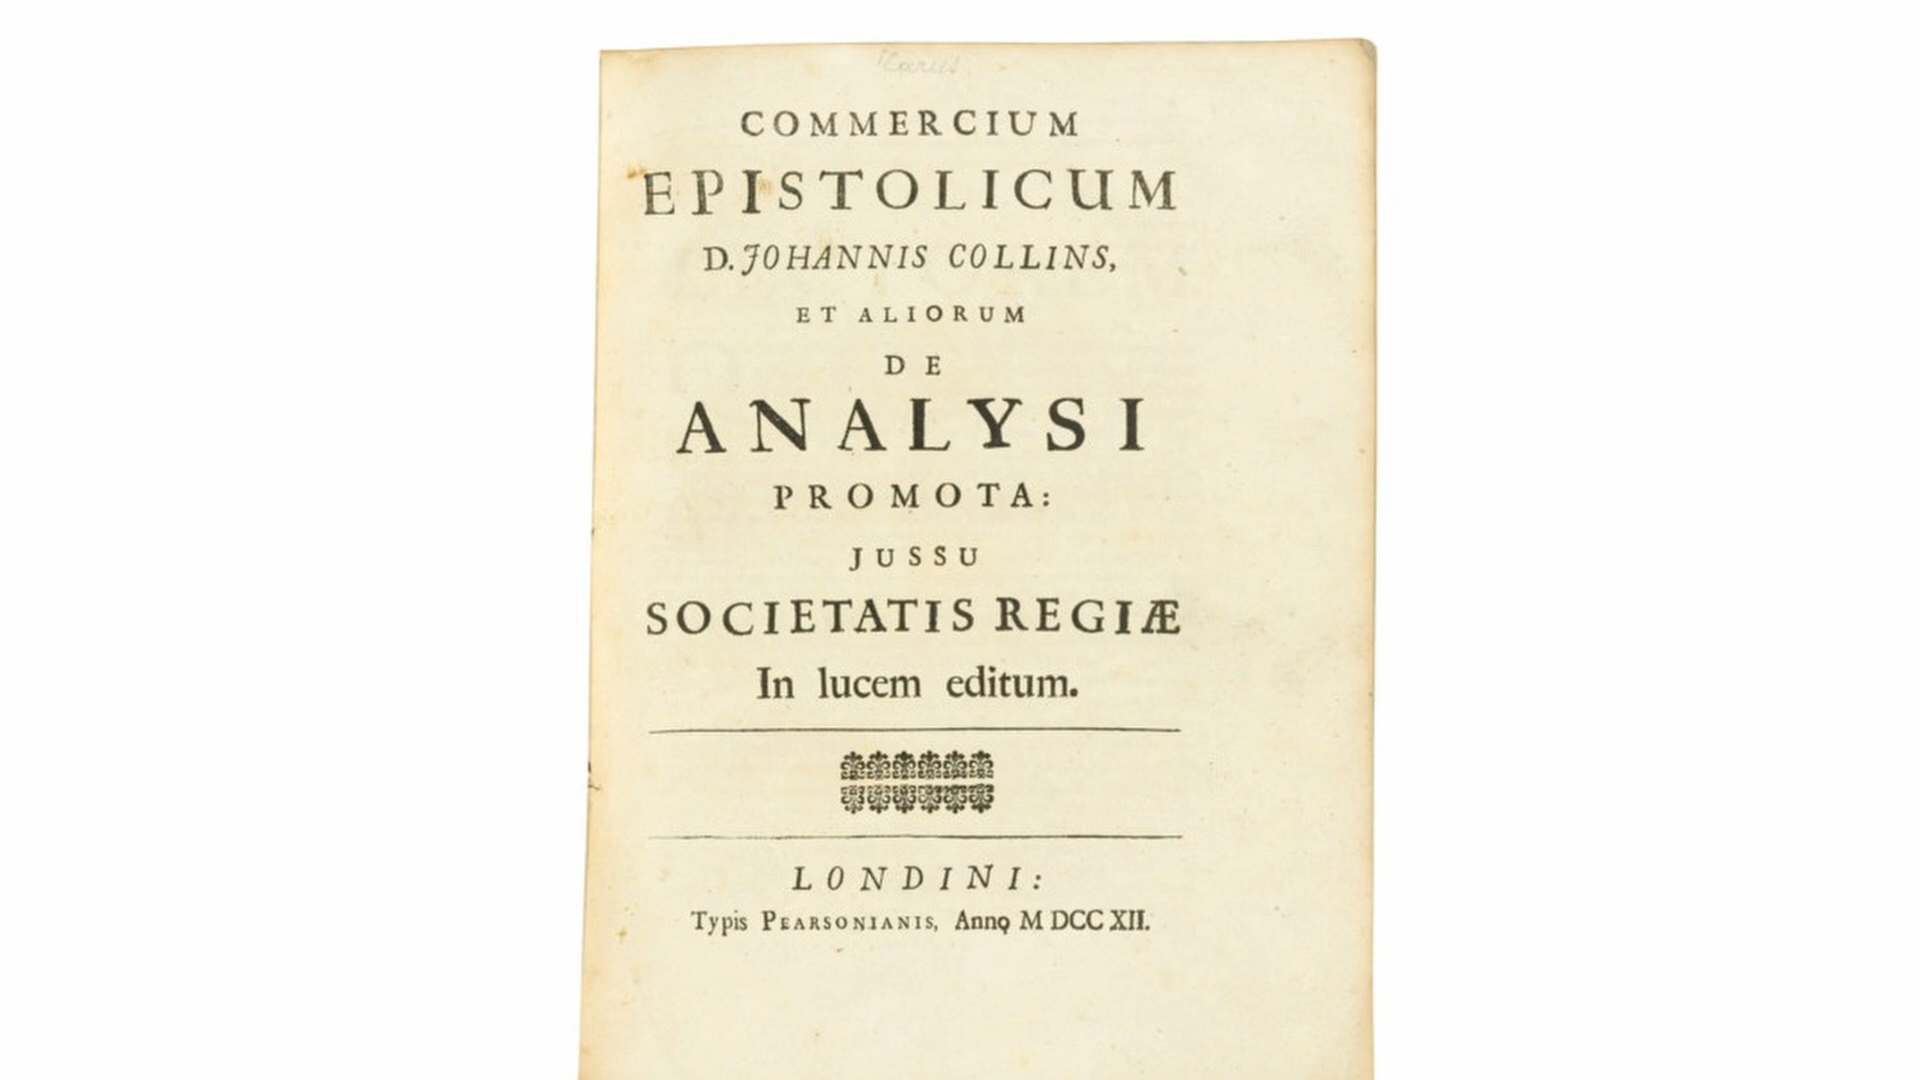 COMMERCIUM
EPISTOLICUM
D. JOHANNIS COLLINS,
ET ALIORUM
DE
ANALYSI
PROMOTA:
JUSSU
SOCIETATIS REGIÆ
In lucem editum.
LONDINI:
Typis PEARSONIANIS, Anno M DCC XII.